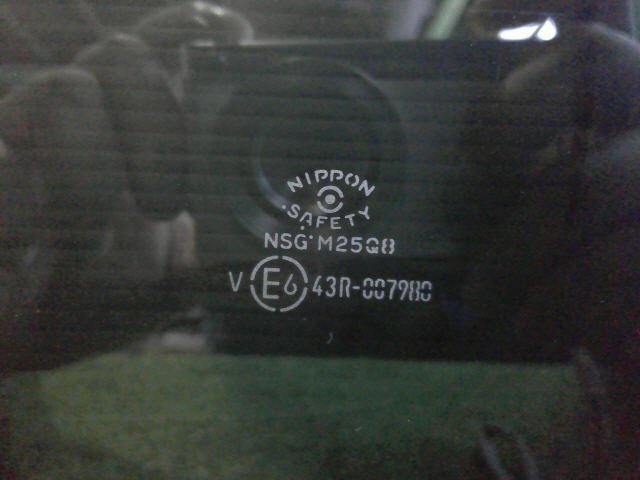 NIPPON
SAFETY
NSG M25Q8
V E6 43R-007980